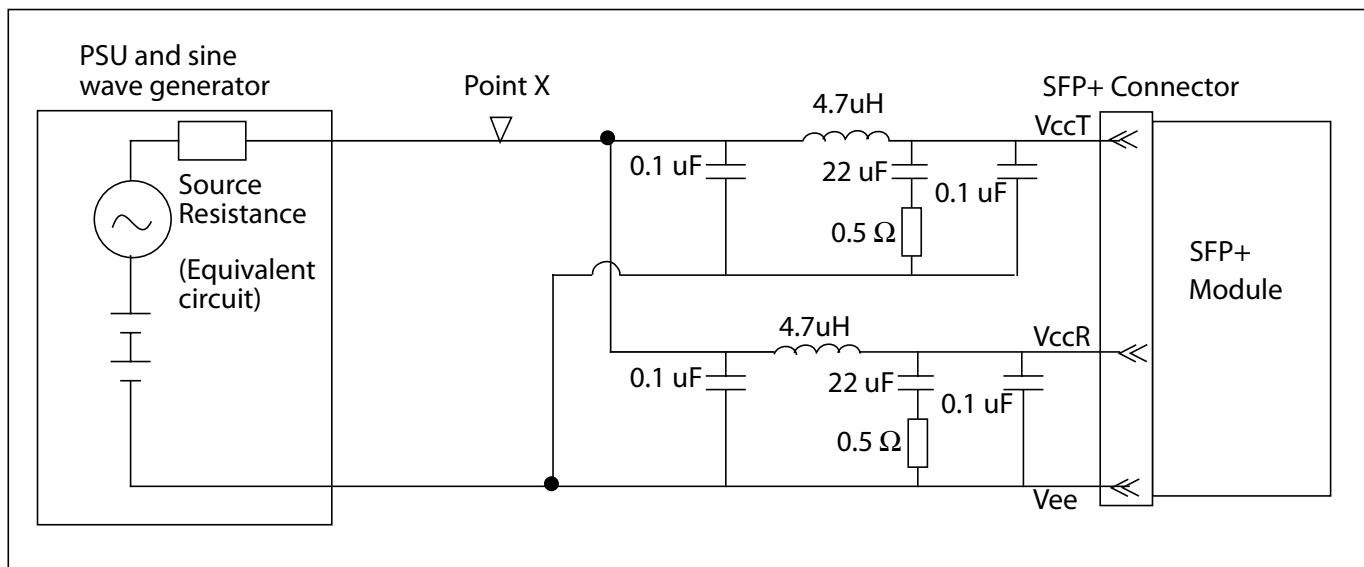 PSU and sine
wave generator
Point X
Source
Resistance
(Equivalent
circuit)
4.7uH
SFP+ Connector
VccT
0.1 uF
22 uF
0.1 uF
0.5 Ω
SFP+
Module
4.7uH
VccR
0.1 uF
22 uF
0.1 uF
0.5 Ω
Vee